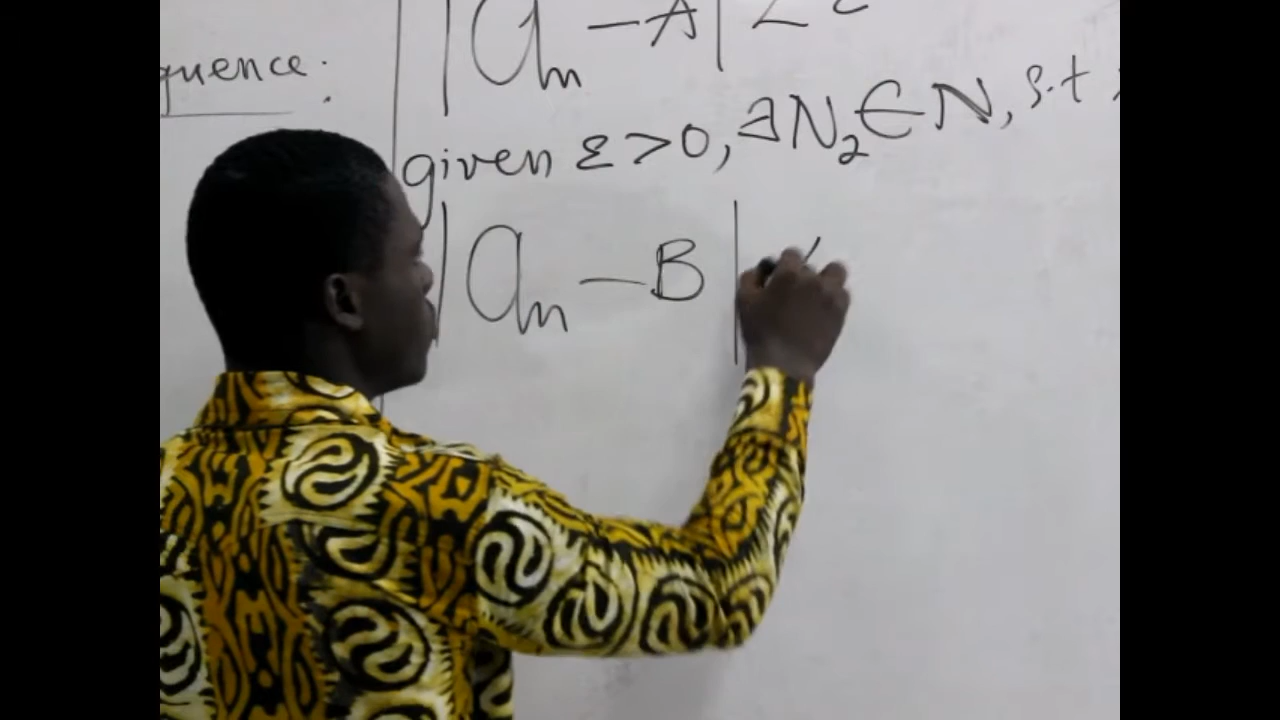 |an - A| <
quence.
given ε>0, ∃N₂∈N, s.t
|an - B| <